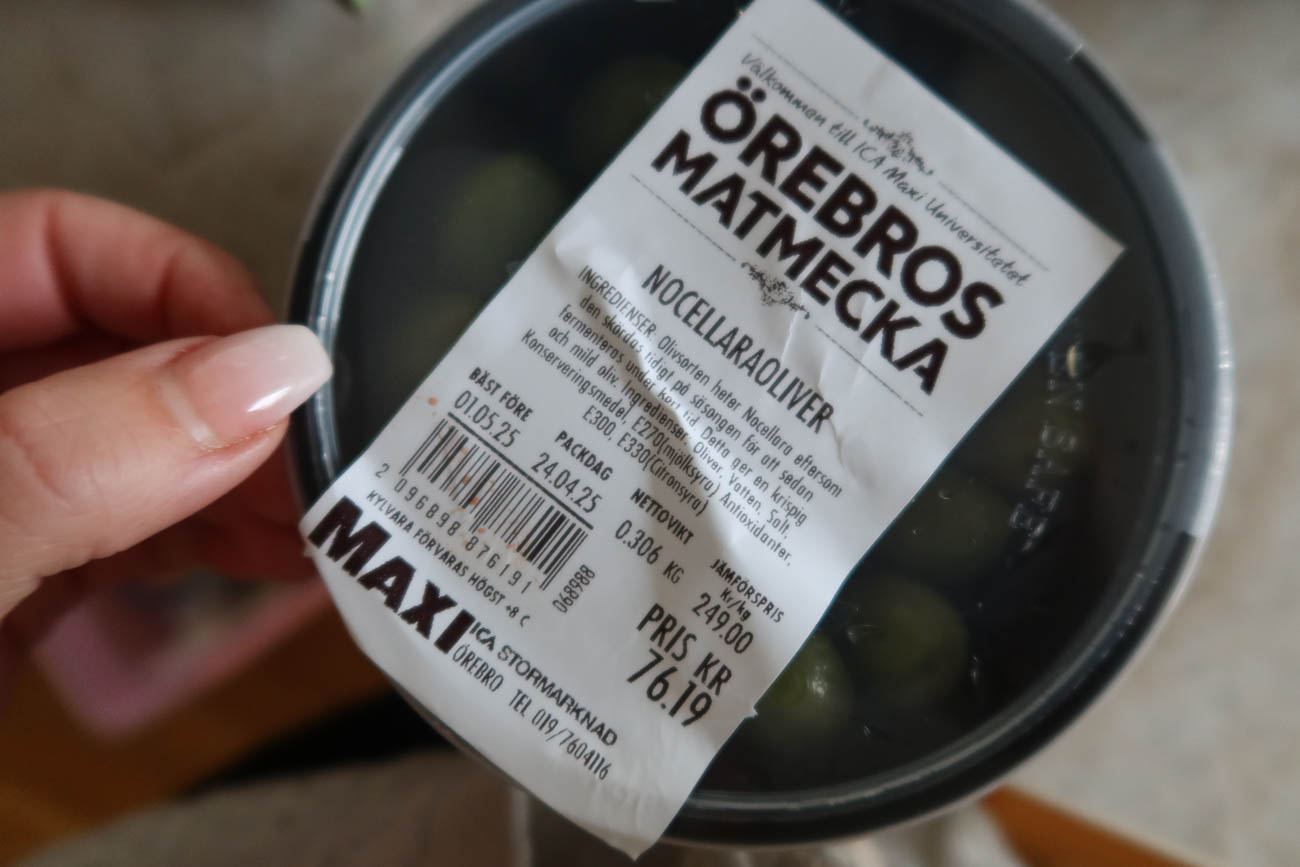 Välkommen till ICA Maxi Universitetet
ÖREBROS
MATMECKA
NOCELLARAOLIVER
INGREDIENSER. Olivsorten heter Nocellara eftersom
den skördas tidigt på säsongen för att sedan
fermenteras under kort tid. Detta ger en krispig
och mild oliv. Ingredienser: Oliver, Vatten, Salt,
Konserveringsmedel, E270(mjölksyra) Antioxidanter,
E300, E330(Citronsyra)
BÄST FÖRE
01.05.25
PACKDAG
24.04.25
NETTOVIKT
0.306 KG
JÄMFÖRSPRIS
Kr/kg
249.00
PRIS KR
76.19
2 096898 876191
068988
KYLVARA FÖRVARAS HÖGST +8 C
MAXI
ICA STORMARKNAD
ÖREBRO TEL 019/7604116